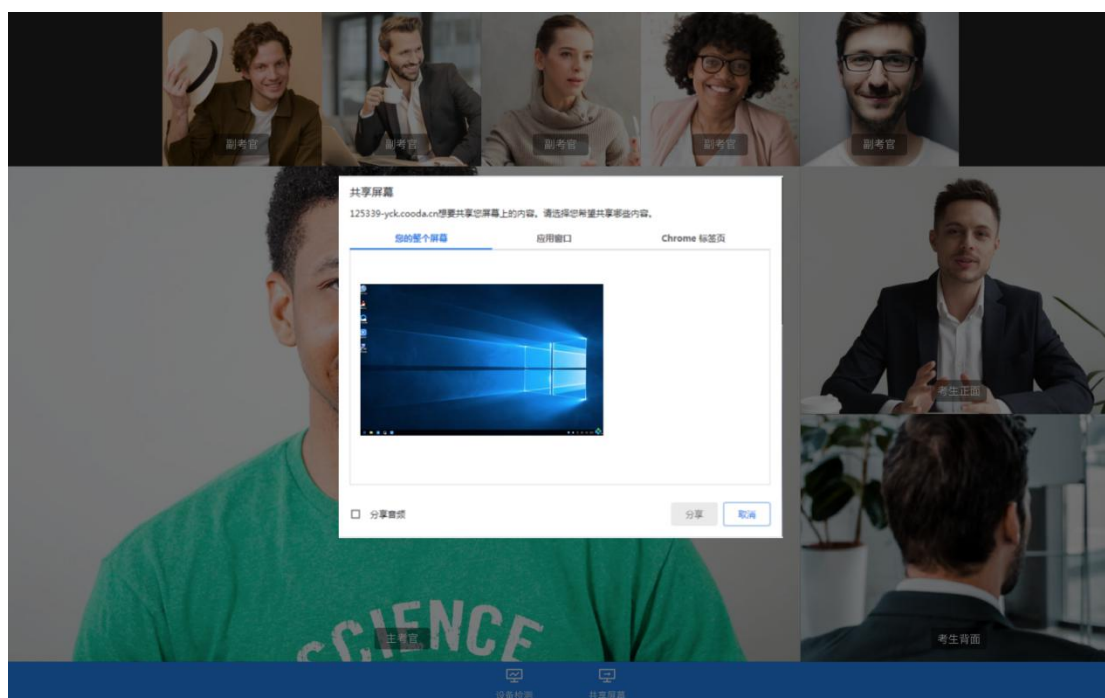 副考官
副考官
副考官
副考官
副考官
共享屏幕
125339-yck.cooda.cn想要共享您屏幕上的内容。请选择您希望共享哪些内容。
您的整个屏幕
应用窗口
Chrome 标签页
分享音频
分享
取消
考生正面
SCIENCE
主考官
考生背面
设备检测
共享屏幕